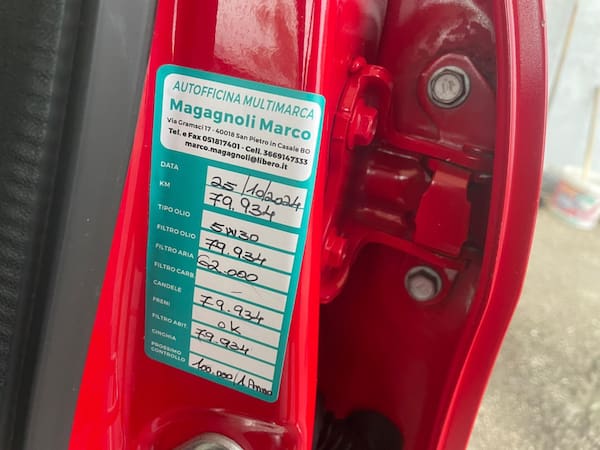 AUTOFFICINA MULTIMARCA
Magagnoli Marco
Via Gramsci 17 - 40018 San Pietro in Casale BO
Tel. e Fax 051817401 - Cell. 3669147333
marco.magagnoli@libero.it
DATA 25/10/2024
KM 79.934
TIPO OLIO 5W30
FILTRO OLIO 79.934
FILTRO ARIA 62.000
FILTRO CARB -
CANDELE 79.934
FRENI OK
FILTRO ABIT. 79.934
CINGHIA
PROSSIMO CONTROLLO 100.000/1 Anno